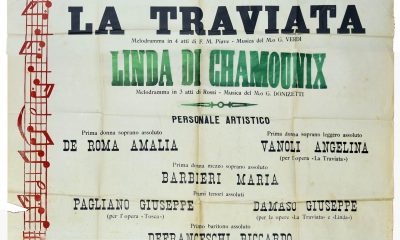 LA TRAVIATA
Melodramma in 4 atti di F. M. Piave - Musica del M.o G. VERDI
LINDA DI CHAMOUNIX
Melodramma in 3 atti di Rossi - Musica del M.o G. DONIZETTI
PERSONALE ARTISTICO
Prima donna soprano assoluto
DE ROMA AMALIA
Prima donna soprano leggero assoluto
VANOLI ANGELINA
(per l'opera «La Traviata»)
Prima donna mezzo soprano assoluto
BARBIERI MARIA
Primi tenori assoluti
PAGLIANO GIUSEPPE
(per l'opera «Tosca»)
DAMASO GIUSEPPE
(per le opere «La Traviata» e «Linda»)
Primo baritono assoluto
DEFRANCESCHI RICCARDO